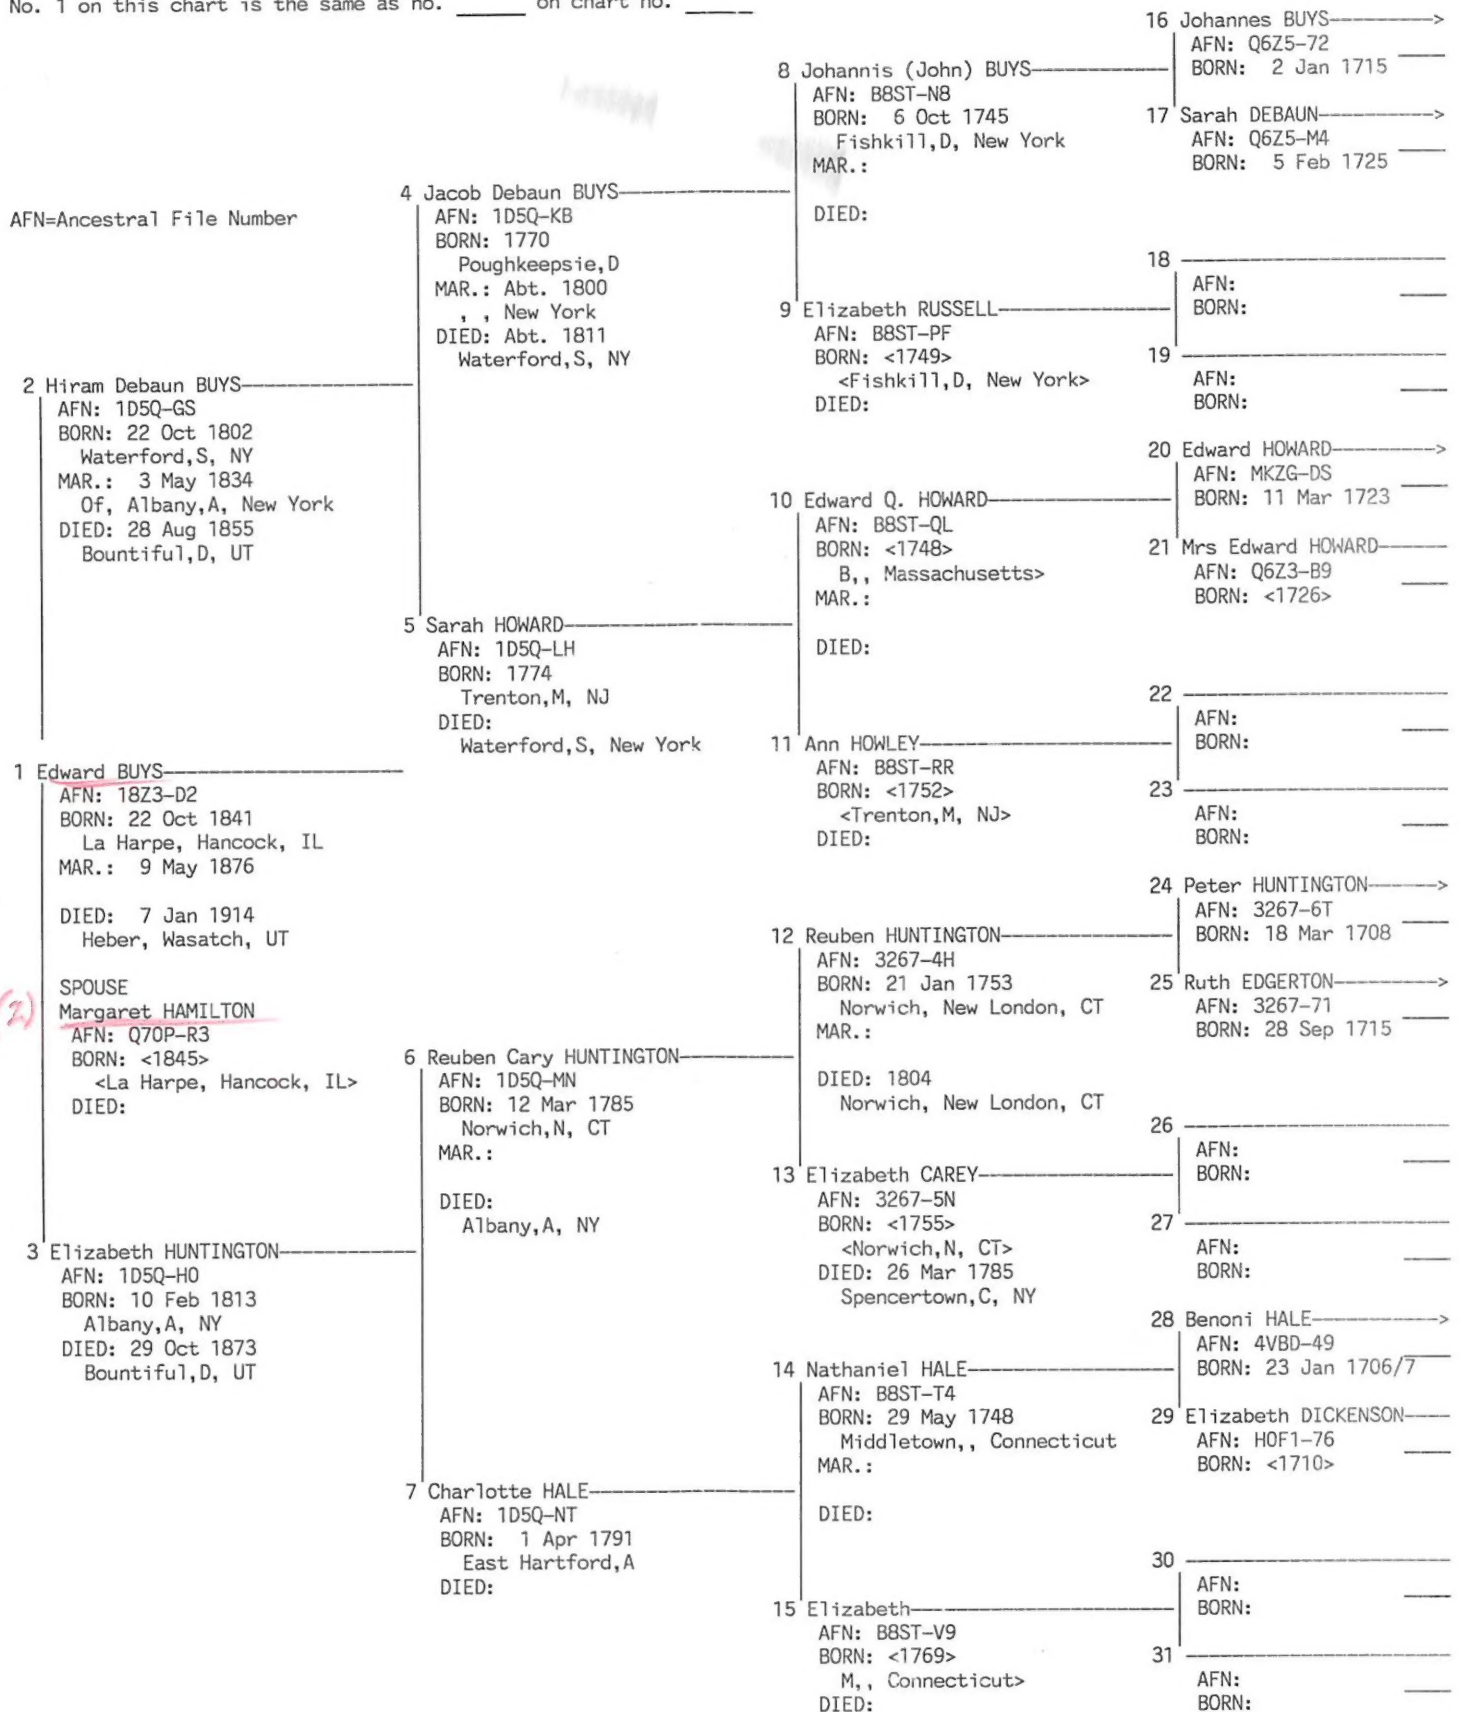 No. 1 on this chart is the same as no. _____ on chart no. _____
AFN=Ancestral File Number
1 Edward BUYS
AFN: 18Z3-D2
BORN: 22 Oct 1841
La Harpe, Hancock, IL
MAR.: 9 May 1876
DIED: 7 Jan 1914
Heber, Wasatch, UT
SPOUSE
(2) Margaret HAMILTON
AFN: Q70P-R3
BORN: <1845>
<La Harpe, Hancock, IL>
DIED:
2 Hiram Debaun BUYS
AFN: 1D5Q-GS
BORN: 22 Oct 1802
Waterford,S, NY
MAR.: 3 May 1834
Of, Albany,A, New York
DIED: 28 Aug 1855
Bountiful,D, UT
3 Elizabeth HUNTINGTON
AFN: 1D5Q-H0
BORN: 10 Feb 1813
Albany,A, NY
DIED: 29 Oct 1873
Bountiful,D, UT
4 Jacob Debaun BUYS
AFN: 1D5Q-KB
BORN: 1770
Poughkeepsie,D
MAR.: Abt. 1800
, , New York
DIED: Abt. 1811
Waterford,S, NY
5 Sarah HOWARD
AFN: 1D5Q-LH
BORN: 1774
Trenton,M, NJ
DIED:
Waterford,S, New York
6 Reuben Cary HUNTINGTON
AFN: 1D5Q-MN
BORN: 12 Mar 1785
Norwich,N, CT
MAR.:
DIED:
Albany,A, NY
7 Charlotte HALE
AFN: 1D5Q-NT
BORN: 1 Apr 1791
East Hartford,A
DIED:
8 Johannis (John) BUYS
AFN: B8ST-N8
BORN: 6 Oct 1745
Fishkill,D, New York
MAR.:
DIED:
9 Elizabeth RUSSELL
AFN: B8ST-PF
BORN: <1749>
<Fishkill,D, New York>
DIED:
10 Edward Q. HOWARD
AFN: B8ST-QL
BORN: <1748>
B,, Massachusetts>
MAR.:
DIED:
11 Ann HOWLEY
AFN: B8ST-RR
BORN: <1752>
<Trenton,M, NJ>
DIED:
12 Reuben HUNTINGTON
AFN: 3267-4H
BORN: 21 Jan 1753
Norwich, New London, CT
MAR.:
DIED: 1804
Norwich, New London, CT
13 Elizabeth CAREY
AFN: 3267-5N
BORN: <1755>
<Norwich,N, CT>
DIED: 26 Mar 1785
Spencertown,C, NY
14 Nathaniel HALE
AFN: B8ST-T4
BORN: 29 May 1748
Middletown,, Connecticut
MAR.:
DIED:
15 Elizabeth
AFN: B8ST-V9
BORN: <1769>
M,, Connecticut>
DIED:
16 Johannes BUYS-------->
AFN: Q6Z5-72
BORN: 2 Jan 1715
17 Sarah DEBAUN-------->
AFN: Q6Z5-M4
BORN: 5 Feb 1725
18
AFN:
BORN:
19
AFN:
BORN:
20 Edward HOWARD-------->
AFN: MKZG-DS
BORN: 11 Mar 1723
21 Mrs Edward HOWARD
AFN: Q6Z3-B9
BORN: <1726>
22
AFN:
BORN:
23
AFN:
BORN:
24 Peter HUNTINGTON------>
AFN: 3267-6T
BORN: 18 Mar 1708
25 Ruth EDGERTON-------->
AFN: 3267-71
BORN: 28 Sep 1715
26
AFN:
BORN:
27
AFN:
BORN:
28 Benoni HALE-------->
AFN: 4VBD-49
BORN: 23 Jan 1706/7
29 Elizabeth DICKENSON
AFN: H0F1-76
BORN: <1710>
30
AFN:
BORN:
31
AFN:
BORN: